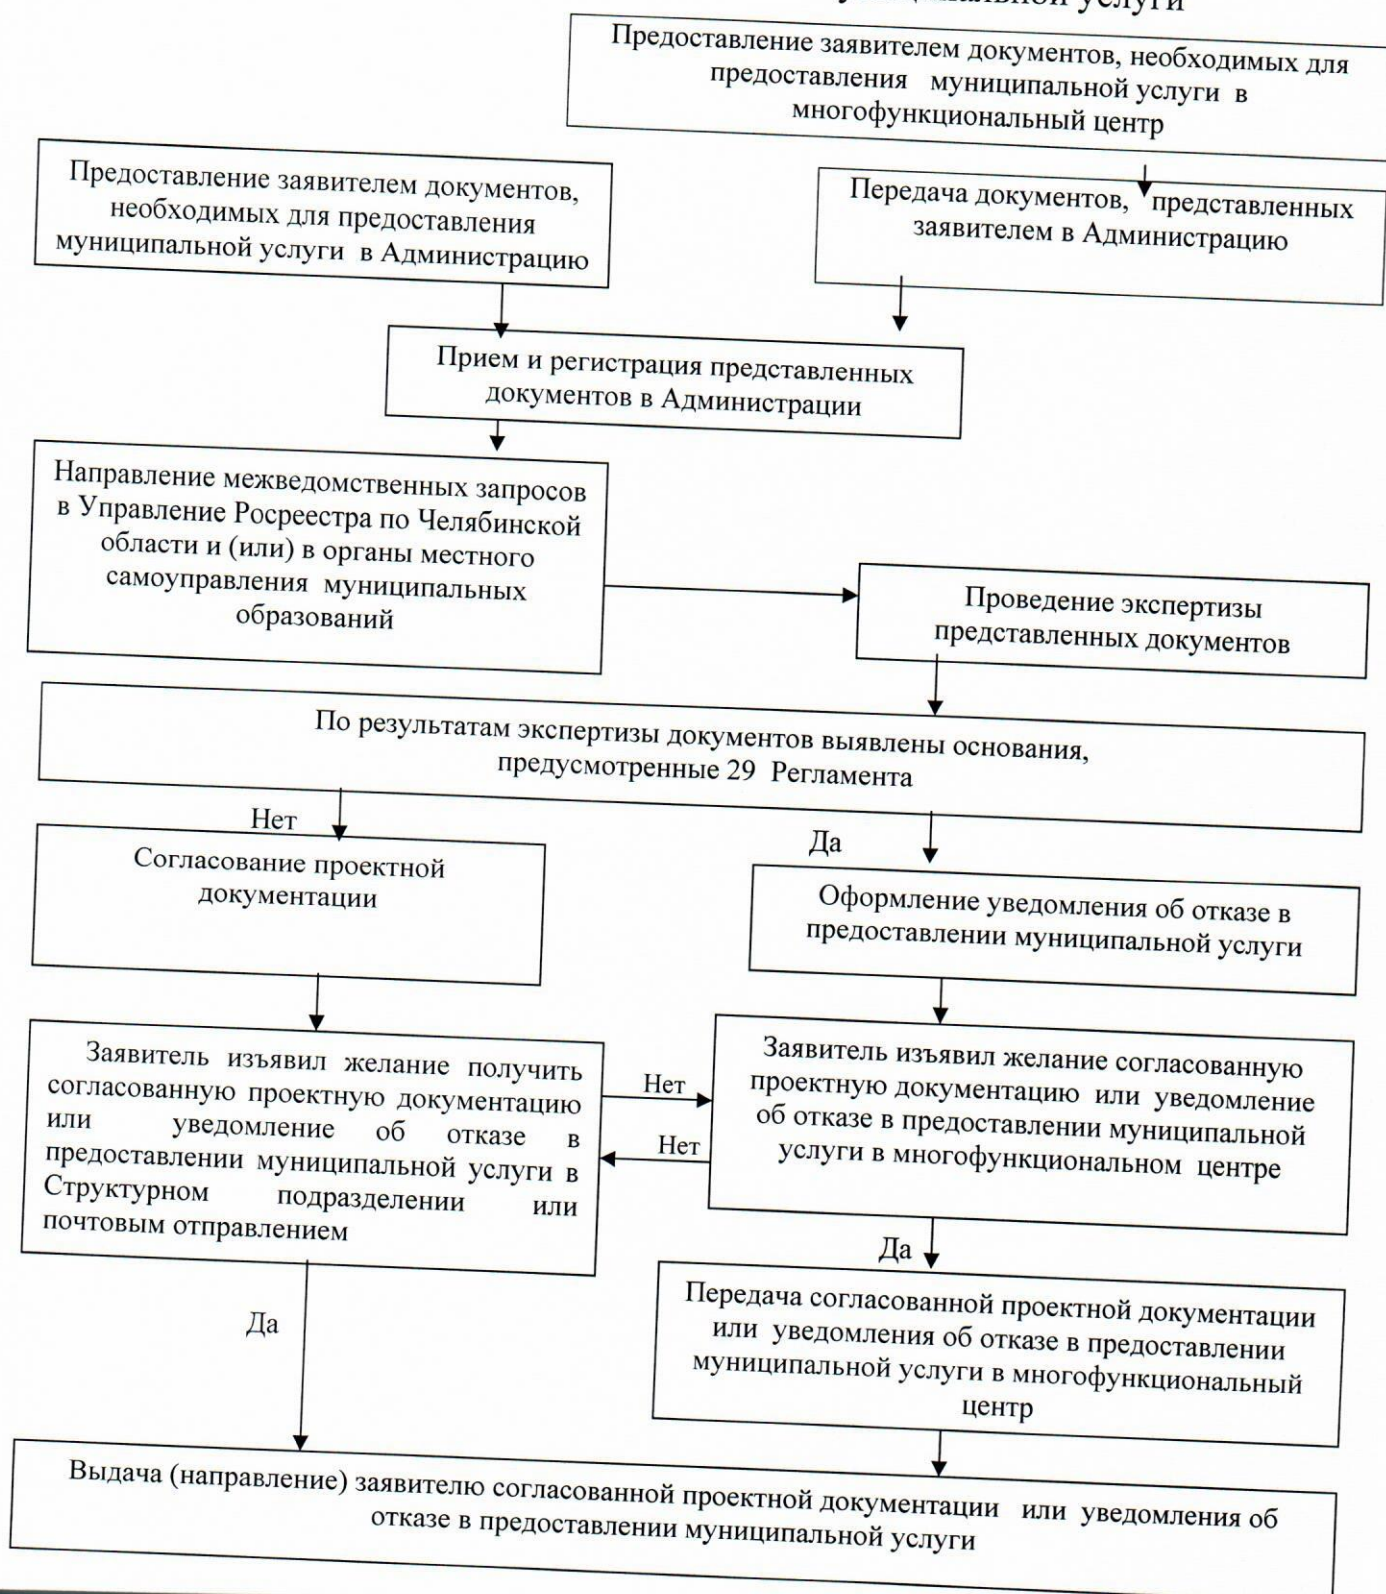 услуги
Предоставление заявителем документов, необходимых для
предоставления муниципальной услуги в
многофункциональный центр
Предоставление заявителем документов,
необходимых для предоставления
муниципальной услуги в Администрацию
Передача документов, представленных
заявителем в Администрацию
Прием и регистрация представленных
документов в Администрации
Направление межведомственных запросов
в Управление Росреестра по Челябинской
области и (или) в органы местного
самоуправления муниципальных
образований
Проведение экспертизы
представленных документов
По результатам экспертизы документов выявлены основания,
предусмотренные 29 Регламента
Нет
Да
Согласование проектной
документации
Оформление уведомления об отказе в
предоставлении муниципальной услуги
Заявитель изъявил желание получить
согласованную проектную документацию
или уведомление об отказе в
предоставлении муниципальной услуги в
Структурном подразделении или
почтовым отправлением
Нет
Нет
Заявитель изъявил желание согласованную
проектную документацию или уведомление
об отказе в предоставлении муниципальной
услуги в многофункциональном центре
Да
Да
Передача согласованной проектной документации
или уведомления об отказе в предоставлении
муниципальной услуги в многофункциональный
центр
Выдача (направление) заявителю согласованной проектной документации или уведомления об
отказе в предоставлении муниципальной услуги